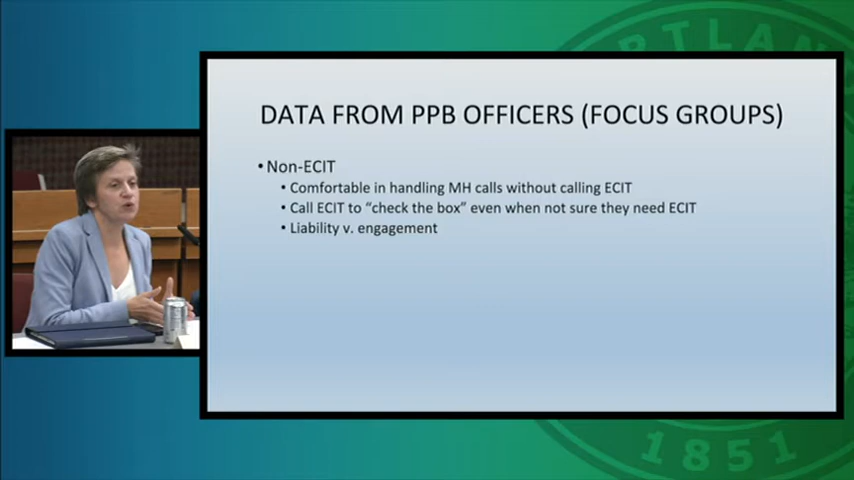 RTLA
DATA FROM PPB OFFICERS (FOCUS GROUPS)
•Non-ECIT
• Comfortable in handling MH calls without calling ECIT
• Call ECIT to “check the box” even when not sure they need ECIT
• Liability v. engagement
1851